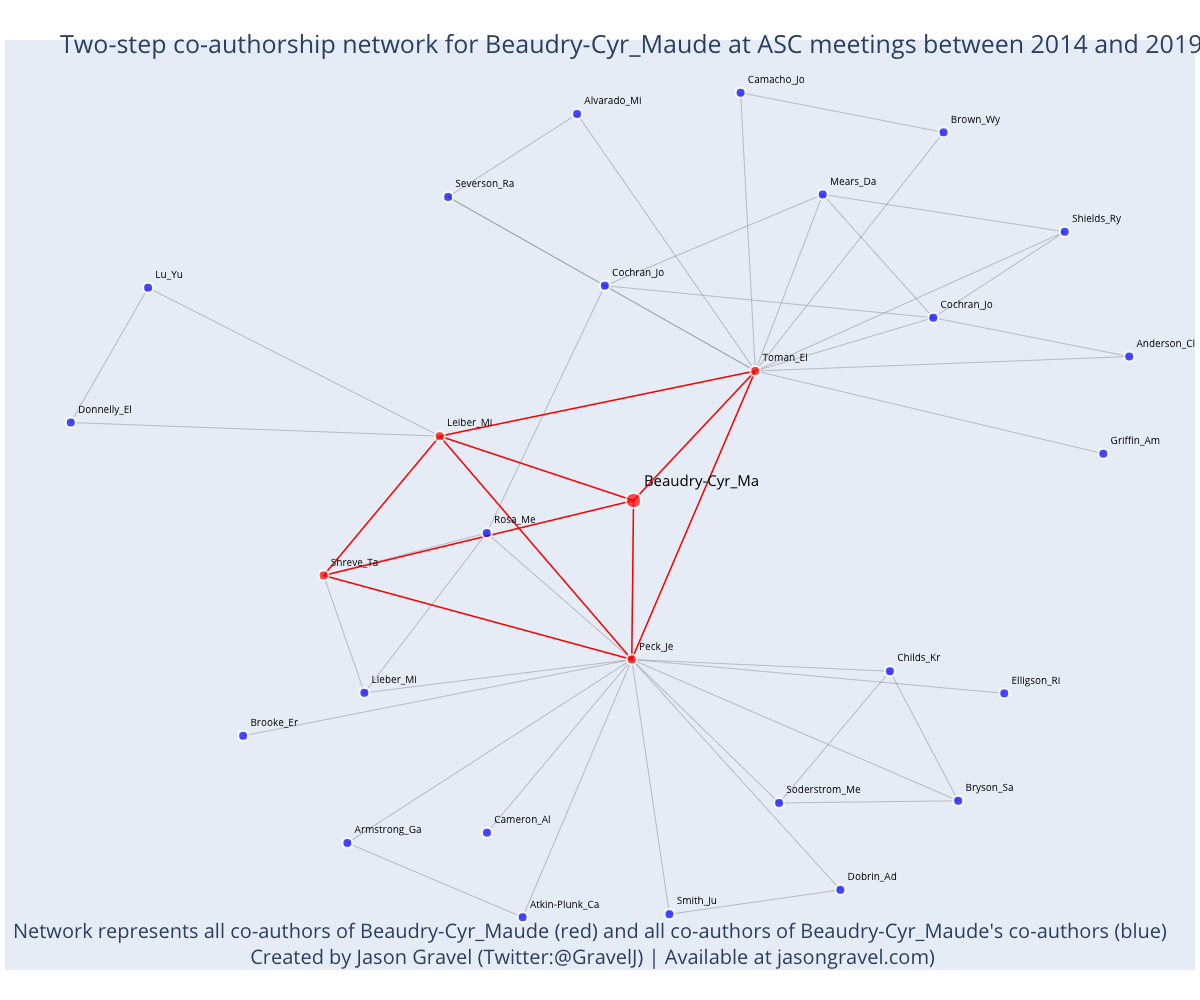 Two-step co-authorship network for Beaudry-Cyr_Maude at ASC meetings between 2014 and 2019
Camacho_Jo
Alvarado_Mi
Brown_Wy
Mears_Da
Severson_Ra
Shields_Ry
Lu_Yu
Cochran_Jo
Cochran_Jo
Anderson_Cl
Toman_El
Donnelly_El
Leiber_Mi
Griffin_Am
Beaudry-Cyr_Ma
Rosa_Me
Shreve_Ta
Peck_Je
Childs_Kr
Lieber_Mi
Elligson_Ri
Brooke_Er
Soderstrom_Me
Bryson_Sa
Cameron_Al
Armstrong_Ga
Dobrin_Ad
Smith_Ju
Atkin-Plunk_Ca
Network represents all co-authors of Beaudry-Cyr_Maude (red) and all co-authors of Beaudry-Cyr_Maude's co-authors (blue)
Created by Jason Gravel (Twitter:@GravelJ) | Available at jasongravel.com)